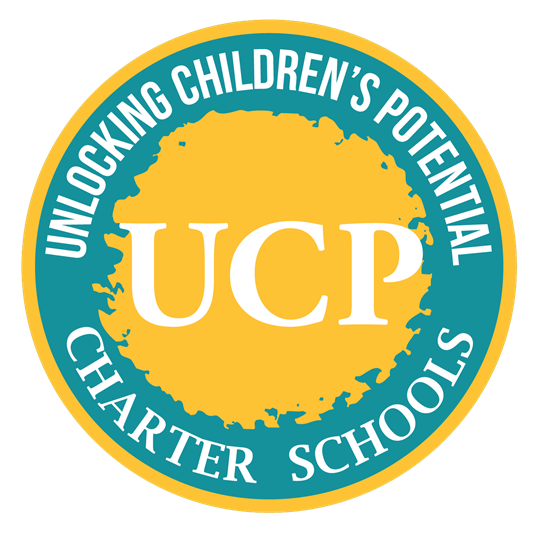 UNLOCKING CHILDREN'S POTENTIAL
UCP
CHARTER SCHOOLS